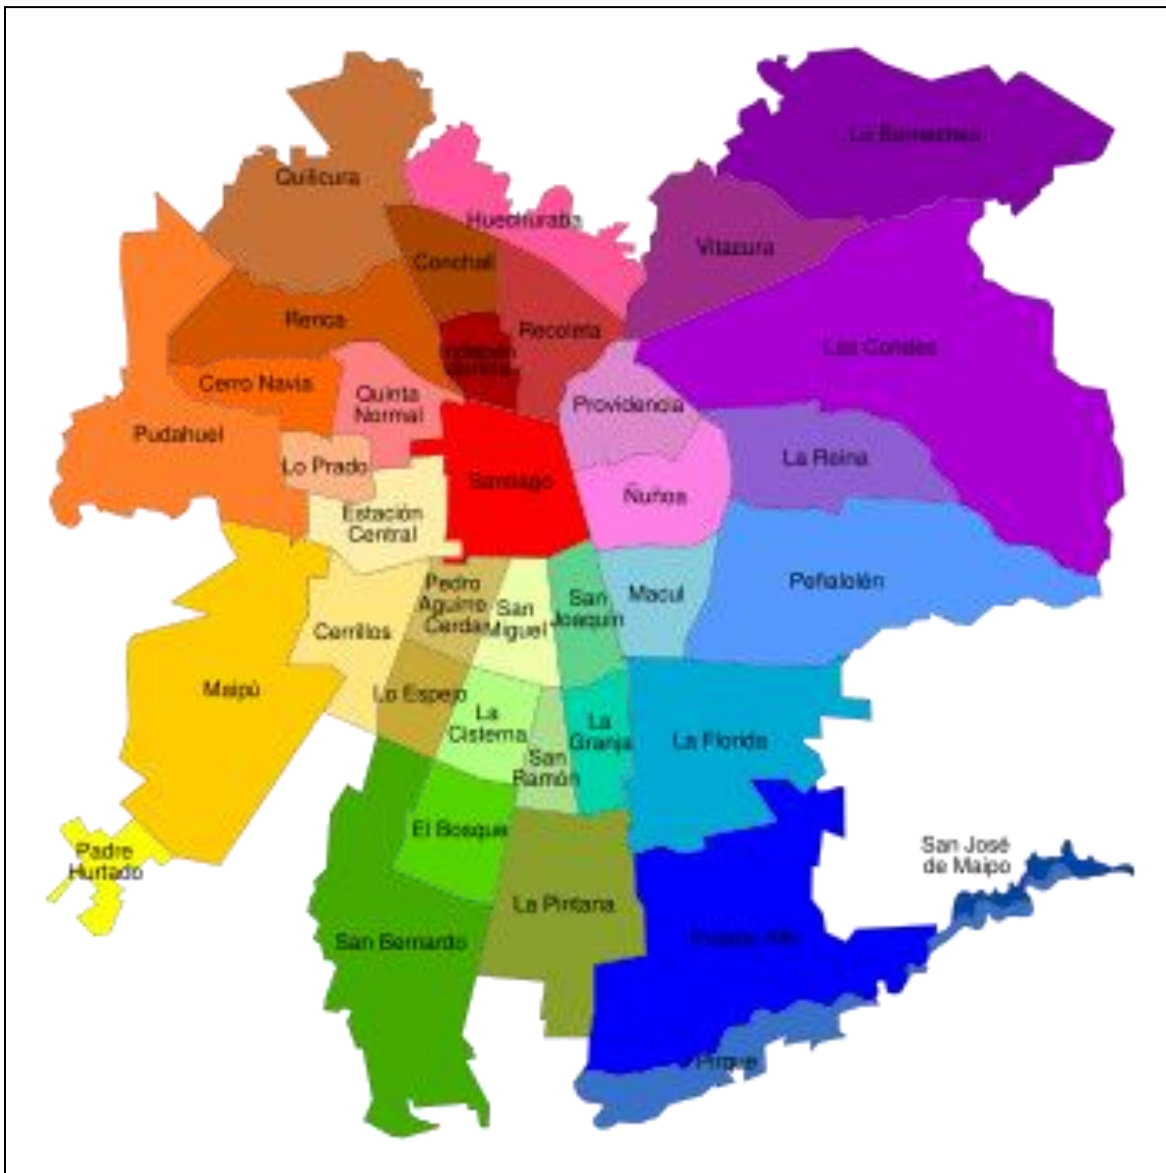 Lo Barnechea
Quilicura
Huechuraba
Vitacura
Conchalí
Renca
Recoleta
Las Condes
Indepen
dencia
Cerro Navia
Quinta
Normal
Providencia
Pudahuel
Lo Prado
La Reina
Santiago
Ñuñoa
Estación
Central
Peñalolén
Pedro
Aguirre
Cerda
San
Miguel
San
Joaquín
Macul
Cerrillos
Maipú
Lo Espejo
La
Cisterna
La
Granja
La Florida
San
Ramón
El Bosque
Padre
Hurtado
San José
de Maipo
La Pintana
San Bernardo
Puente Alto
Pirque